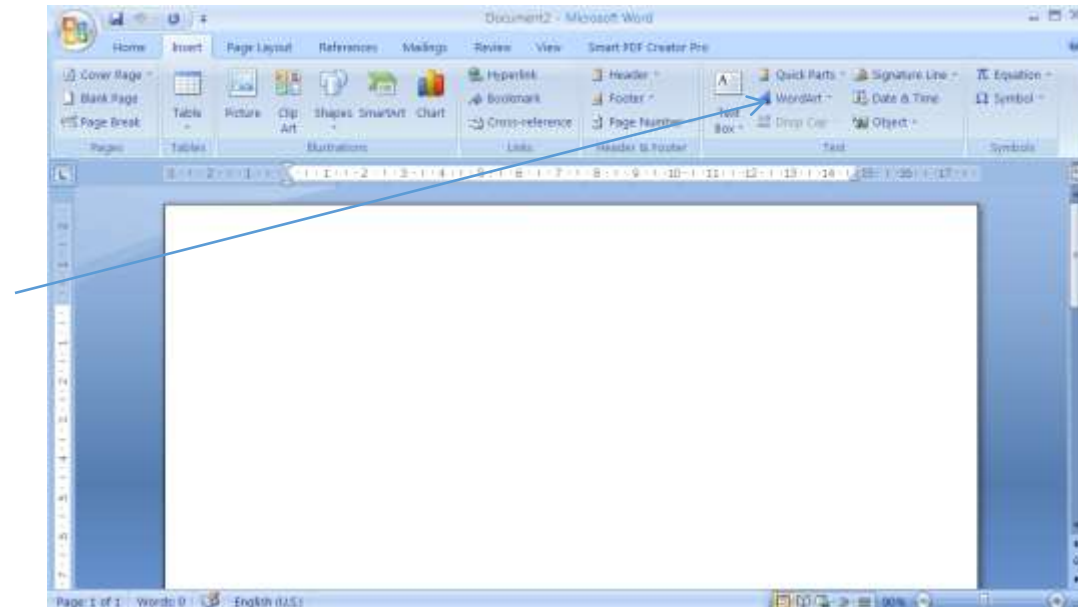 Document2 - Microsoft Word
Home Insert Page Layout References Mailings Review View Smart PDF Creator Pro
Cover Page
Blank Page
Page Break
Pages
Table
Tables
Picture Clip Art Shapes SmartArt Chart
Illustrations
Hyperlink
Bookmark
Cross-reference
Links
Header
Footer
Page Number
Header & Footer
A
Text Box
Quick Parts
WordArt
Drop Cap
Signature Line
Date & Time
Object
Text
π Equation
Ω Symbol
Symbols
Page: 1 of 1 Words: 0 English (U.S.) 90%